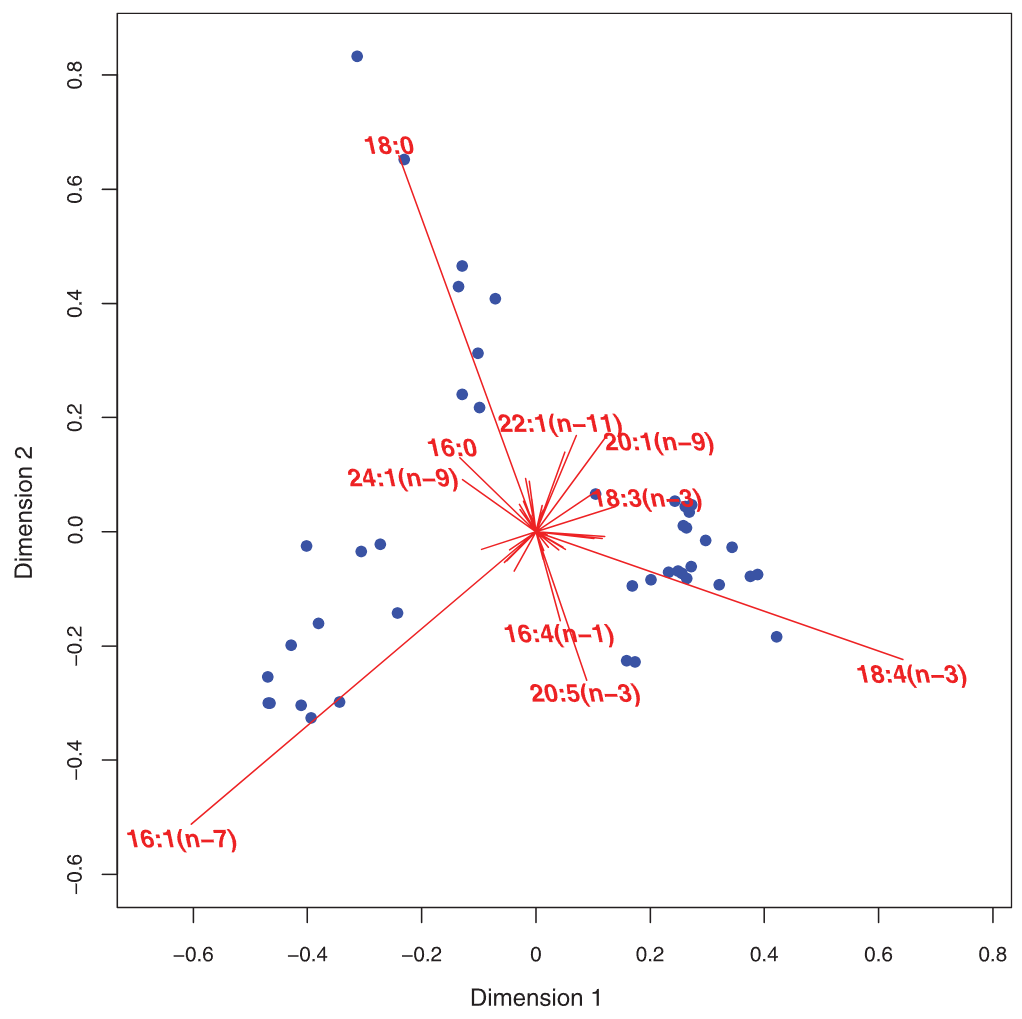 0.8
0.6
0.4
0.2
0.0
−0.2
−0.4
−0.6
Dimension 2
18:0
22:1(n−11)
20:1(n−9)
16:0
24:1(n−9)
18:3(n−3)
16:4(n−1)
18:4(n−3)
20:5(n−3)
16:1(n−7)
−0.6
−0.4
−0.2
0
0.2
0.4
0.6
0.8
Dimension 1